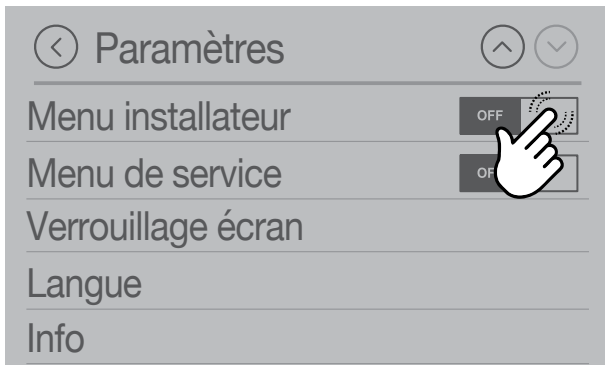 Paramètres
Menu installateur OFF
Menu de service
Verrouillage écran
Langue
Info